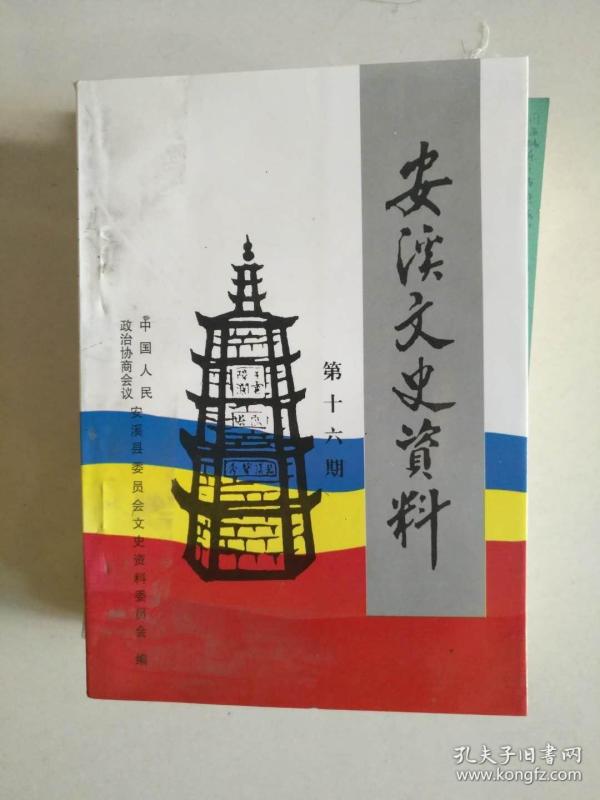 安溪文史資料
第十六期
中国人民
政治协商会议
安溪县委员会文史资料委员会 编
孔夫子旧书网
www.kongfz.com